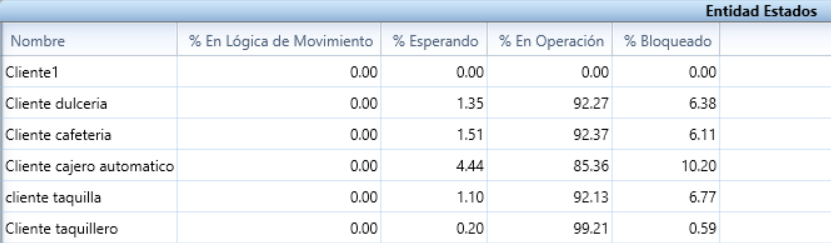 Entidad Estados
Nombre % En Lógica de Movimiento % Esperando % En Operación % Bloqueado
Cliente1 0.00 0.00 0.00 0.00
Cliente dulceria 0.00 1.35 92.27 6.38
Cliente cafeteria 0.00 1.51 92.37 6.11
Cliente cajero automatico 0.00 4.44 85.36 10.20
cliente taquilla 0.00 1.10 92.13 6.77
Cliente taquillero 0.00 0.20 99.21 0.59